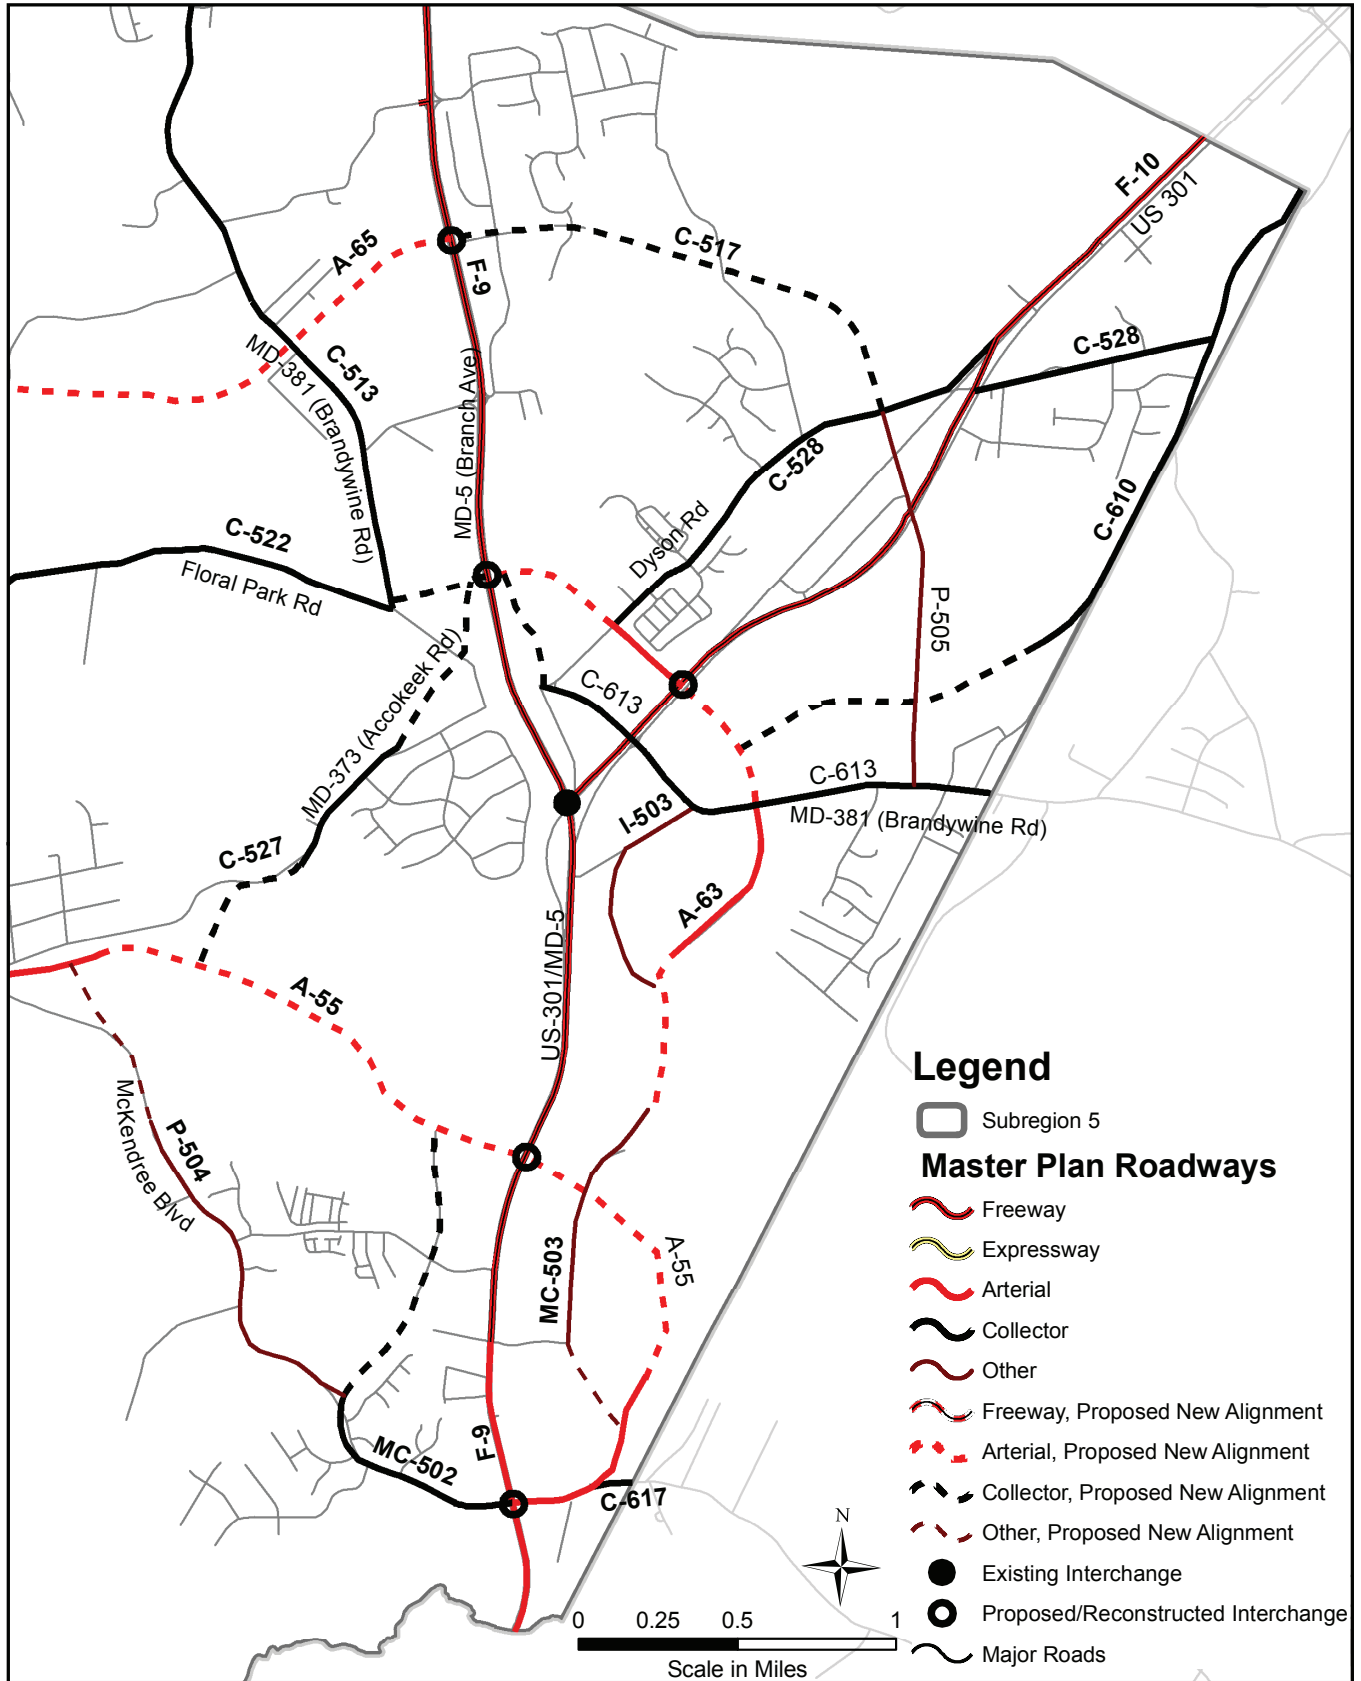 F-10
US 301
A-65
C-517
F-9
C-528
MD-381 (Brandywine Rd)
C-513
MD-5 (Branch Ave)
C-528
C-610
C-522
Floral Park Rd
Dyson Rd
P-505
MD-373 (Accokeek Rd)
C-613
C-613
MD-381 (Brandywine Rd)
I-503
C-527
A-63
US-301/MD-5
A-55
McKendree Blvd
P-504
A-55
MC-503
F-9
MC-502
C-617
Legend
Subregion 5
Master Plan Roadways
Freeway
Expressway
Arterial
Collector
Other
Freeway, Proposed New Alignment
Arterial, Proposed New Alignment
Collector, Proposed New Alignment
Other, Proposed New Alignment
Existing Interchange
Proposed/Reconstructed Interchange
Major Roads
N
0 0.25 0.5 1
Scale in Miles